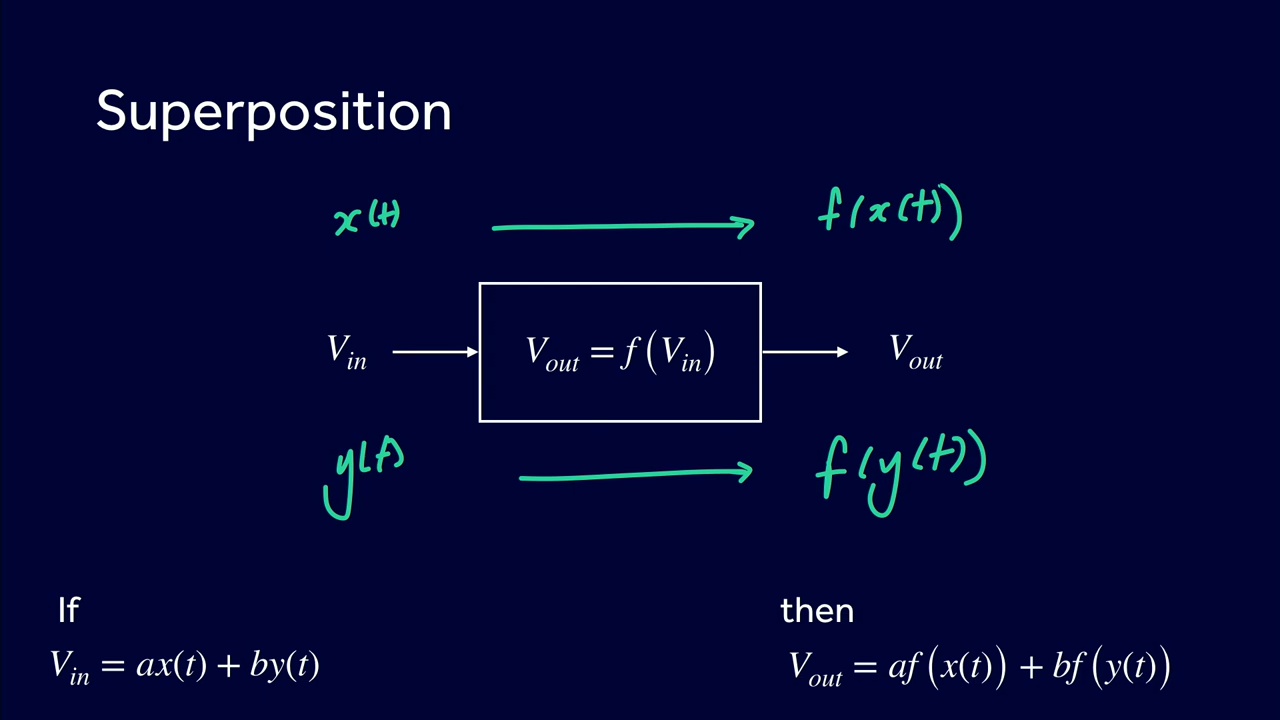 Superposition
x(t) → f(x(t))
V_in → V_out = f(V_in) → V_out
y(t) → f(y(t))
If then
V_in = ax(t) + by(t) V_out = af(x(t)) + bf(y(t))